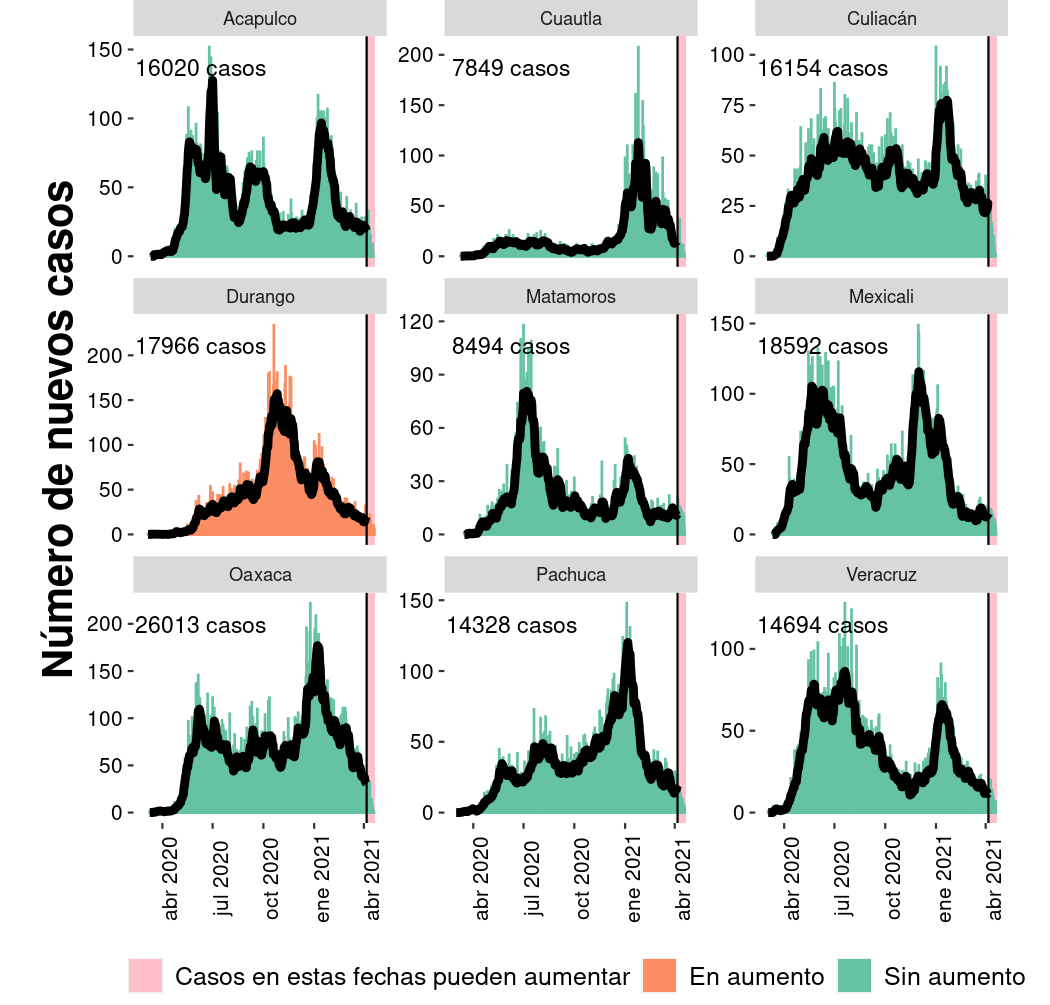 Número de nuevos casos
Acapulco
Cuautla
Culiacán
150
100
50
0
16020 casos
200
150
100
50
0
7849 casos
100
75
50
25
0
16154 casos
Durango
Matamoros
Mexicali
200
150
100
50
0
17966 casos
120
90
60
30
0
8494 casos
150
100
50
0
18592 casos
Oaxaca
Pachuca
Veracruz
200
150
100
50
0
26013 casos
150
100
50
0
14328 casos
100
50
0
14694 casos
abr 2020
jul 2020
oct 2020
ene 2021
abr 2021
abr 2020
jul 2020
oct 2020
ene 2021
abr 2021
abr 2020
jul 2020
oct 2020
ene 2021
abr 2021
Casos en estas fechas pueden aumentar
En aumento
Sin aumento